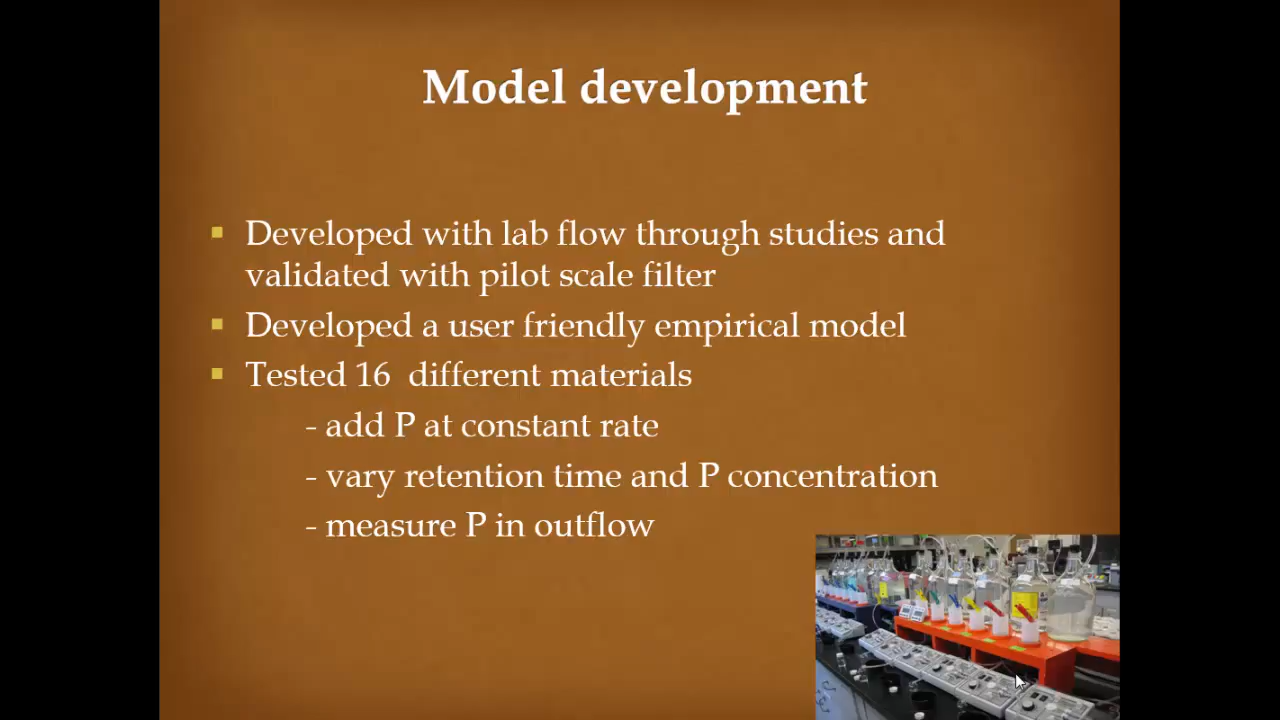 Model development
▪ Developed with lab flow through studies and
validated with pilot scale filter
▪ Developed a user friendly empirical model
▪ Tested 16  different materials
- add P at constant rate
- vary retention time and P concentration
- measure P in outflow